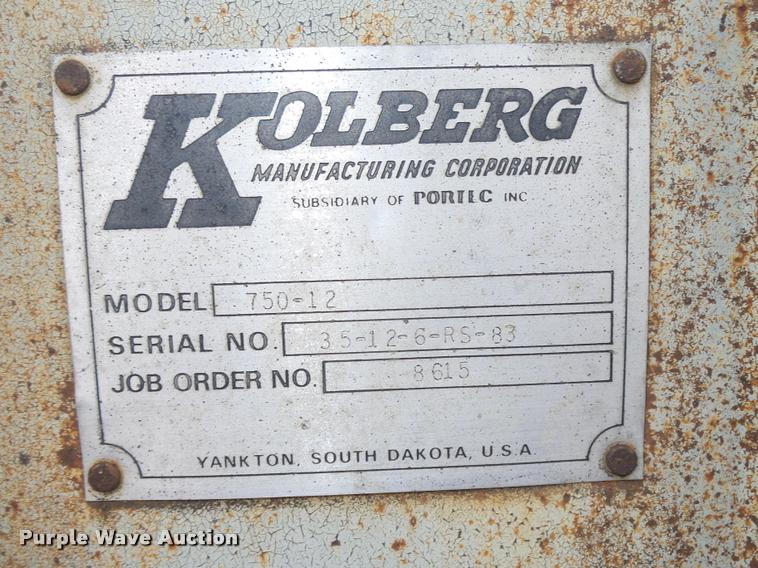 KOLBERG
MANUFACTURING CORPORATION
SUBSIDIARY OF PORTEC INC
MODEL 750-12
SERIAL NO. 35-12-6-RS-83
JOB ORDER NO. 8615
YANKTON, SOUTH DAKOTA, U.S.A.
Purple Wave Auction